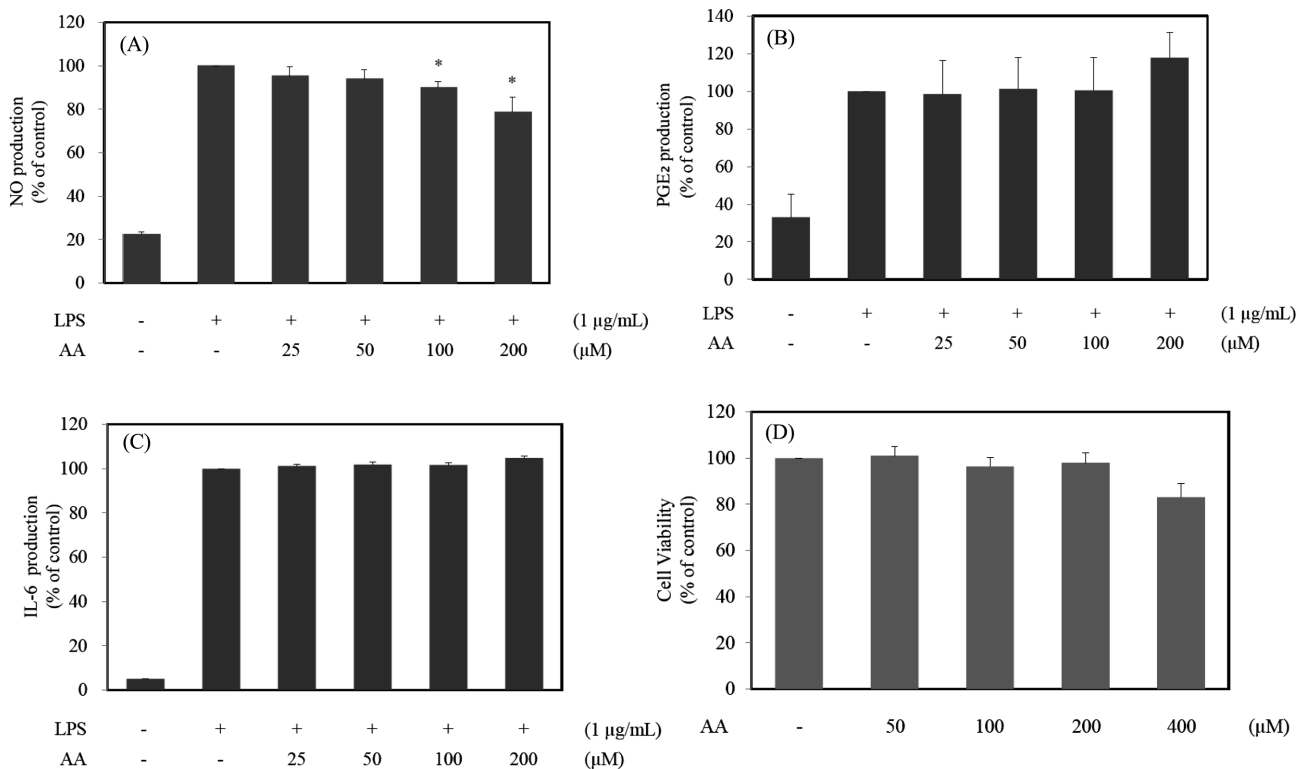 (A)
NO production
(% of control)
120
100
80
60
40
20
0
* *
LPS - + + + + + (1 µg/mL)
AA - - 25 50 100 200 (µM)
(B)
PGE₂ production
(% of control)
140
120
100
80
60
40
20
0
LPS - + + + + + (1 µg/mL)
AA - - 25 50 100 200 (µM)
(C)
IL-6 production
(% of control)
120
100
80
60
40
20
0
LPS - + + + + + (1 µg/mL)
AA - - 25 50 100 200 (µM)
(D)
Cell Viability
(% of control)
120
100
80
60
40
20
0
AA - 50 100 200 400 (µM)